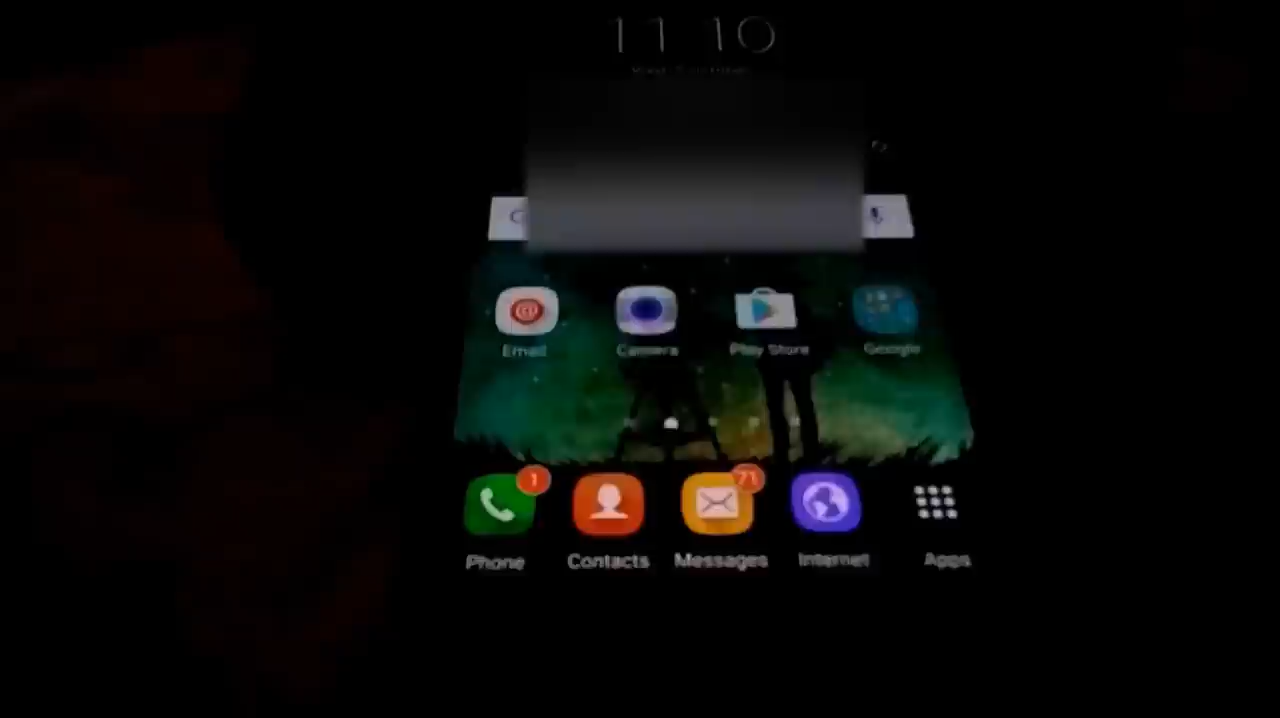 11 10
@
Email
Camera
Play Store
Google
1
71
Phone
Contacts
Messages
Internet
Apps